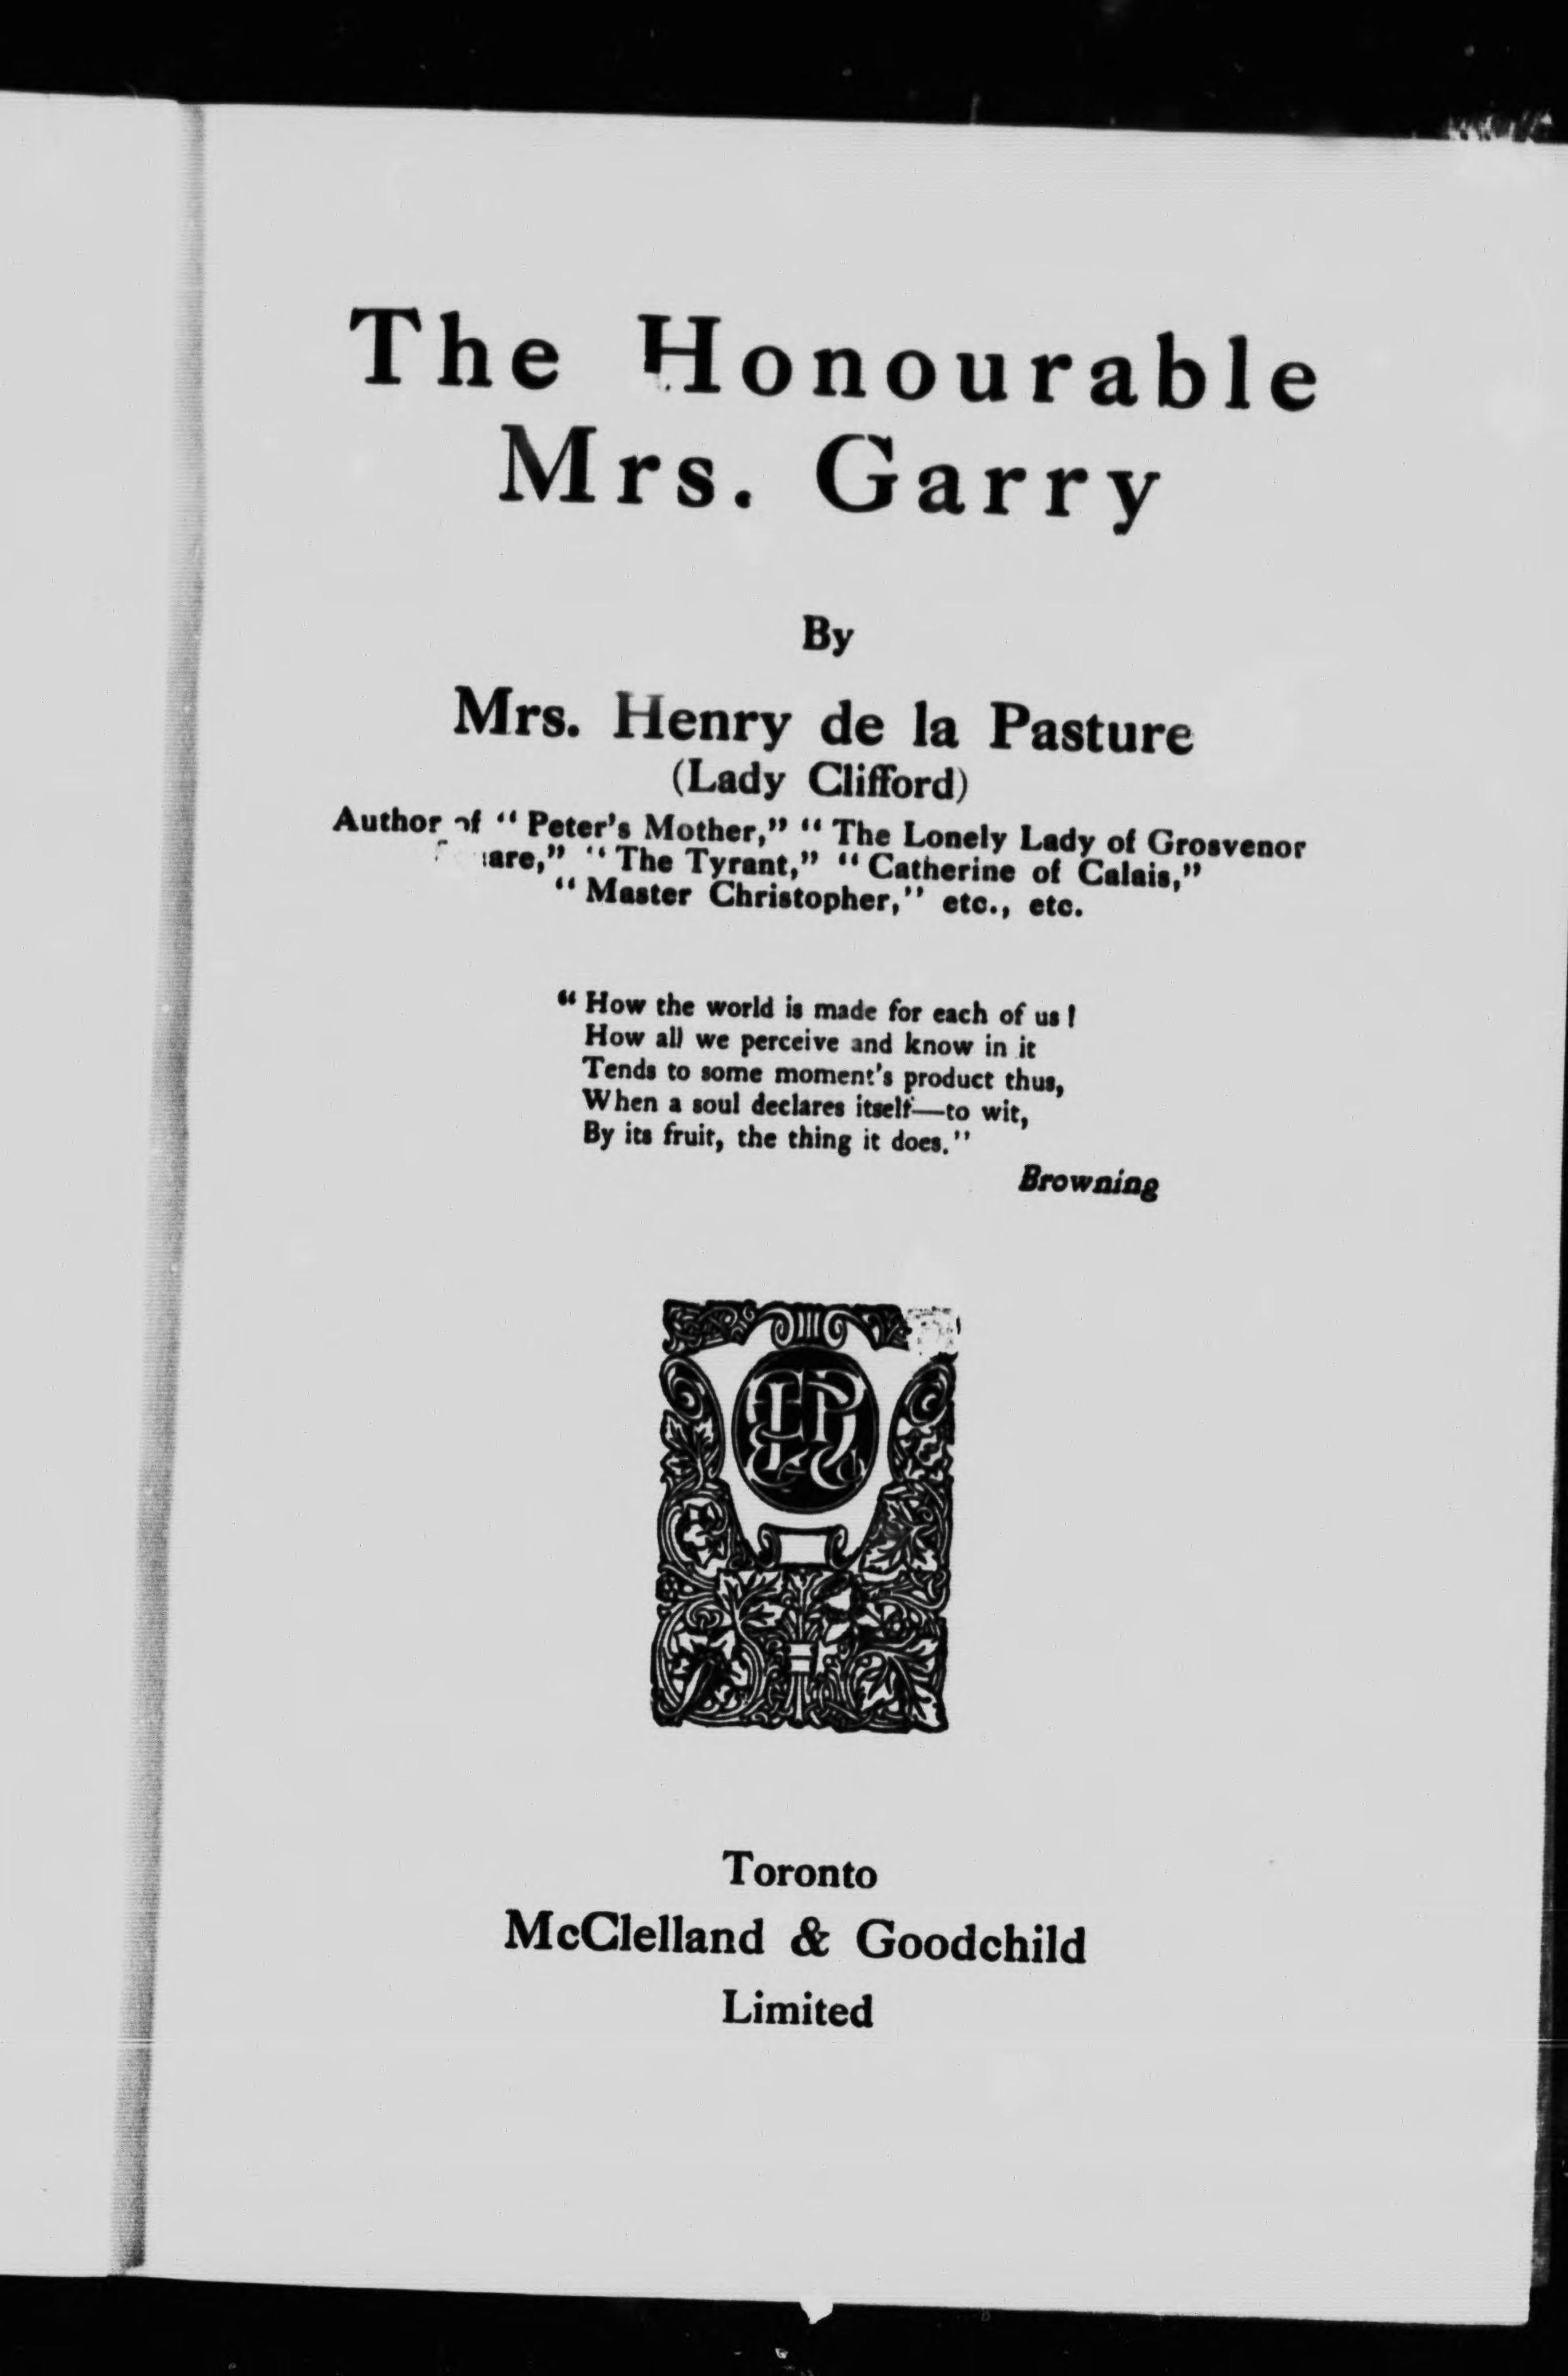 The Honourable
Mrs. Garry
By
Mrs. Henry de la Pasture
(Lady Clifford)
Author of “Peter's Mother,” “The Lonely Lady of Grosvenor
“The Tyrant,” “Catherine of Calais,”
“Master Christopher,” etc., etc.
“How the world is made for each of us!
How all we perceive and know in it
Tends to some moment's product thus,
When a soul declares itself—to wit,
By its fruit, the thing it does.”
Browning
Toronto
McClelland & Goodchild
Limited